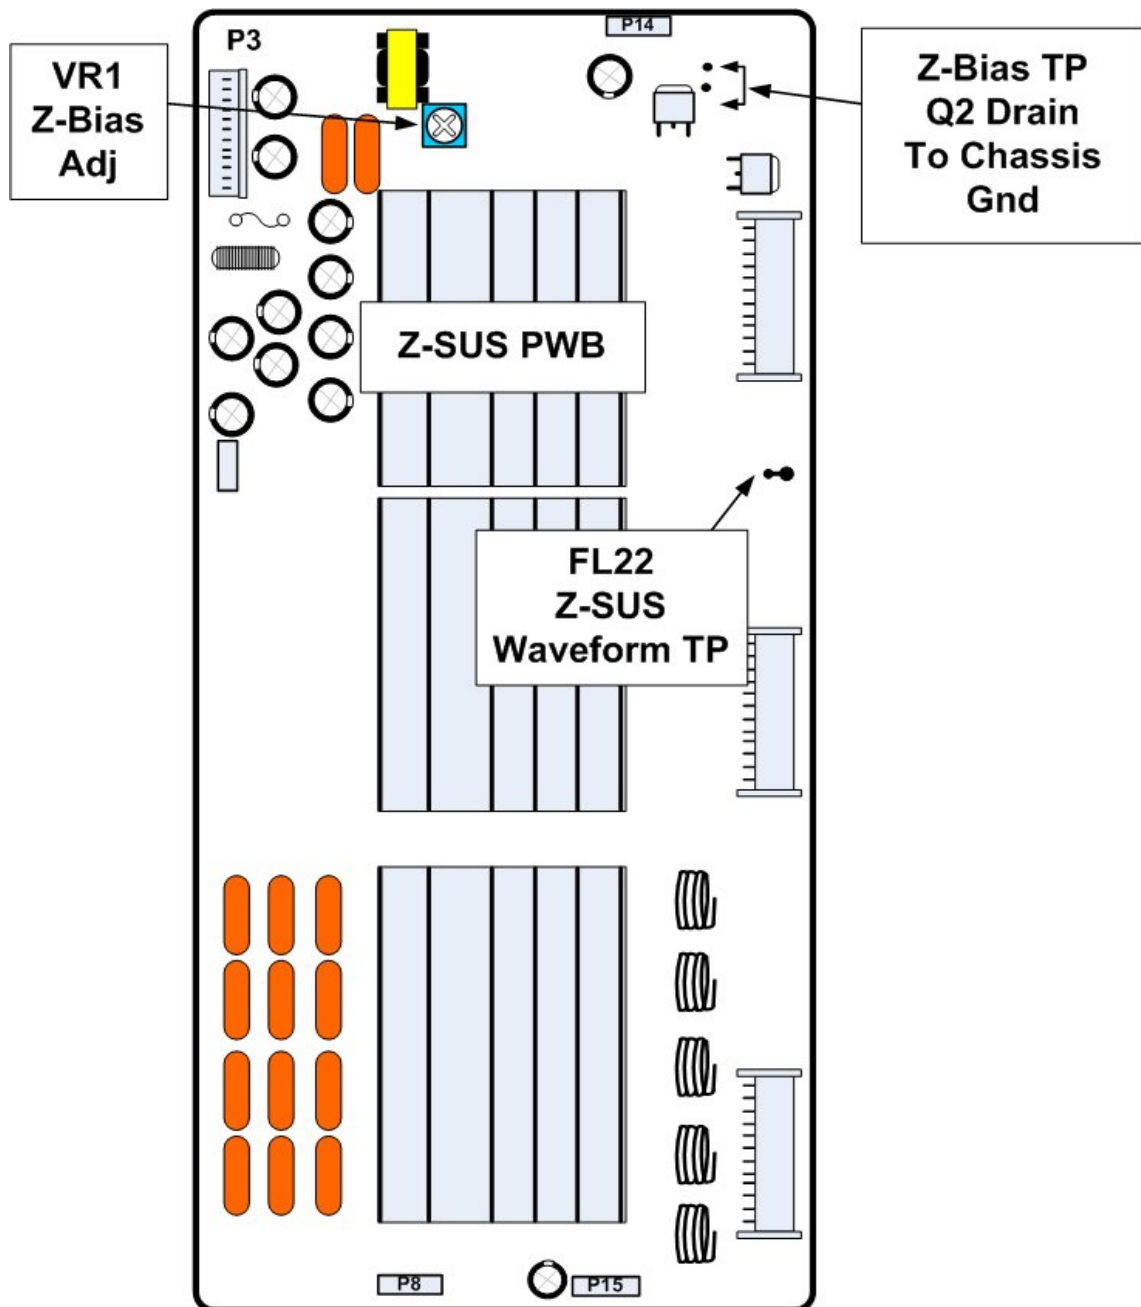 P3
P14
VR1
Z-Bias
Adj
Z-Bias TP
Q2 Drain
To Chassis
Gnd
Z-SUS PWB
FL22
Z-SUS
Waveform TP
P8
P15